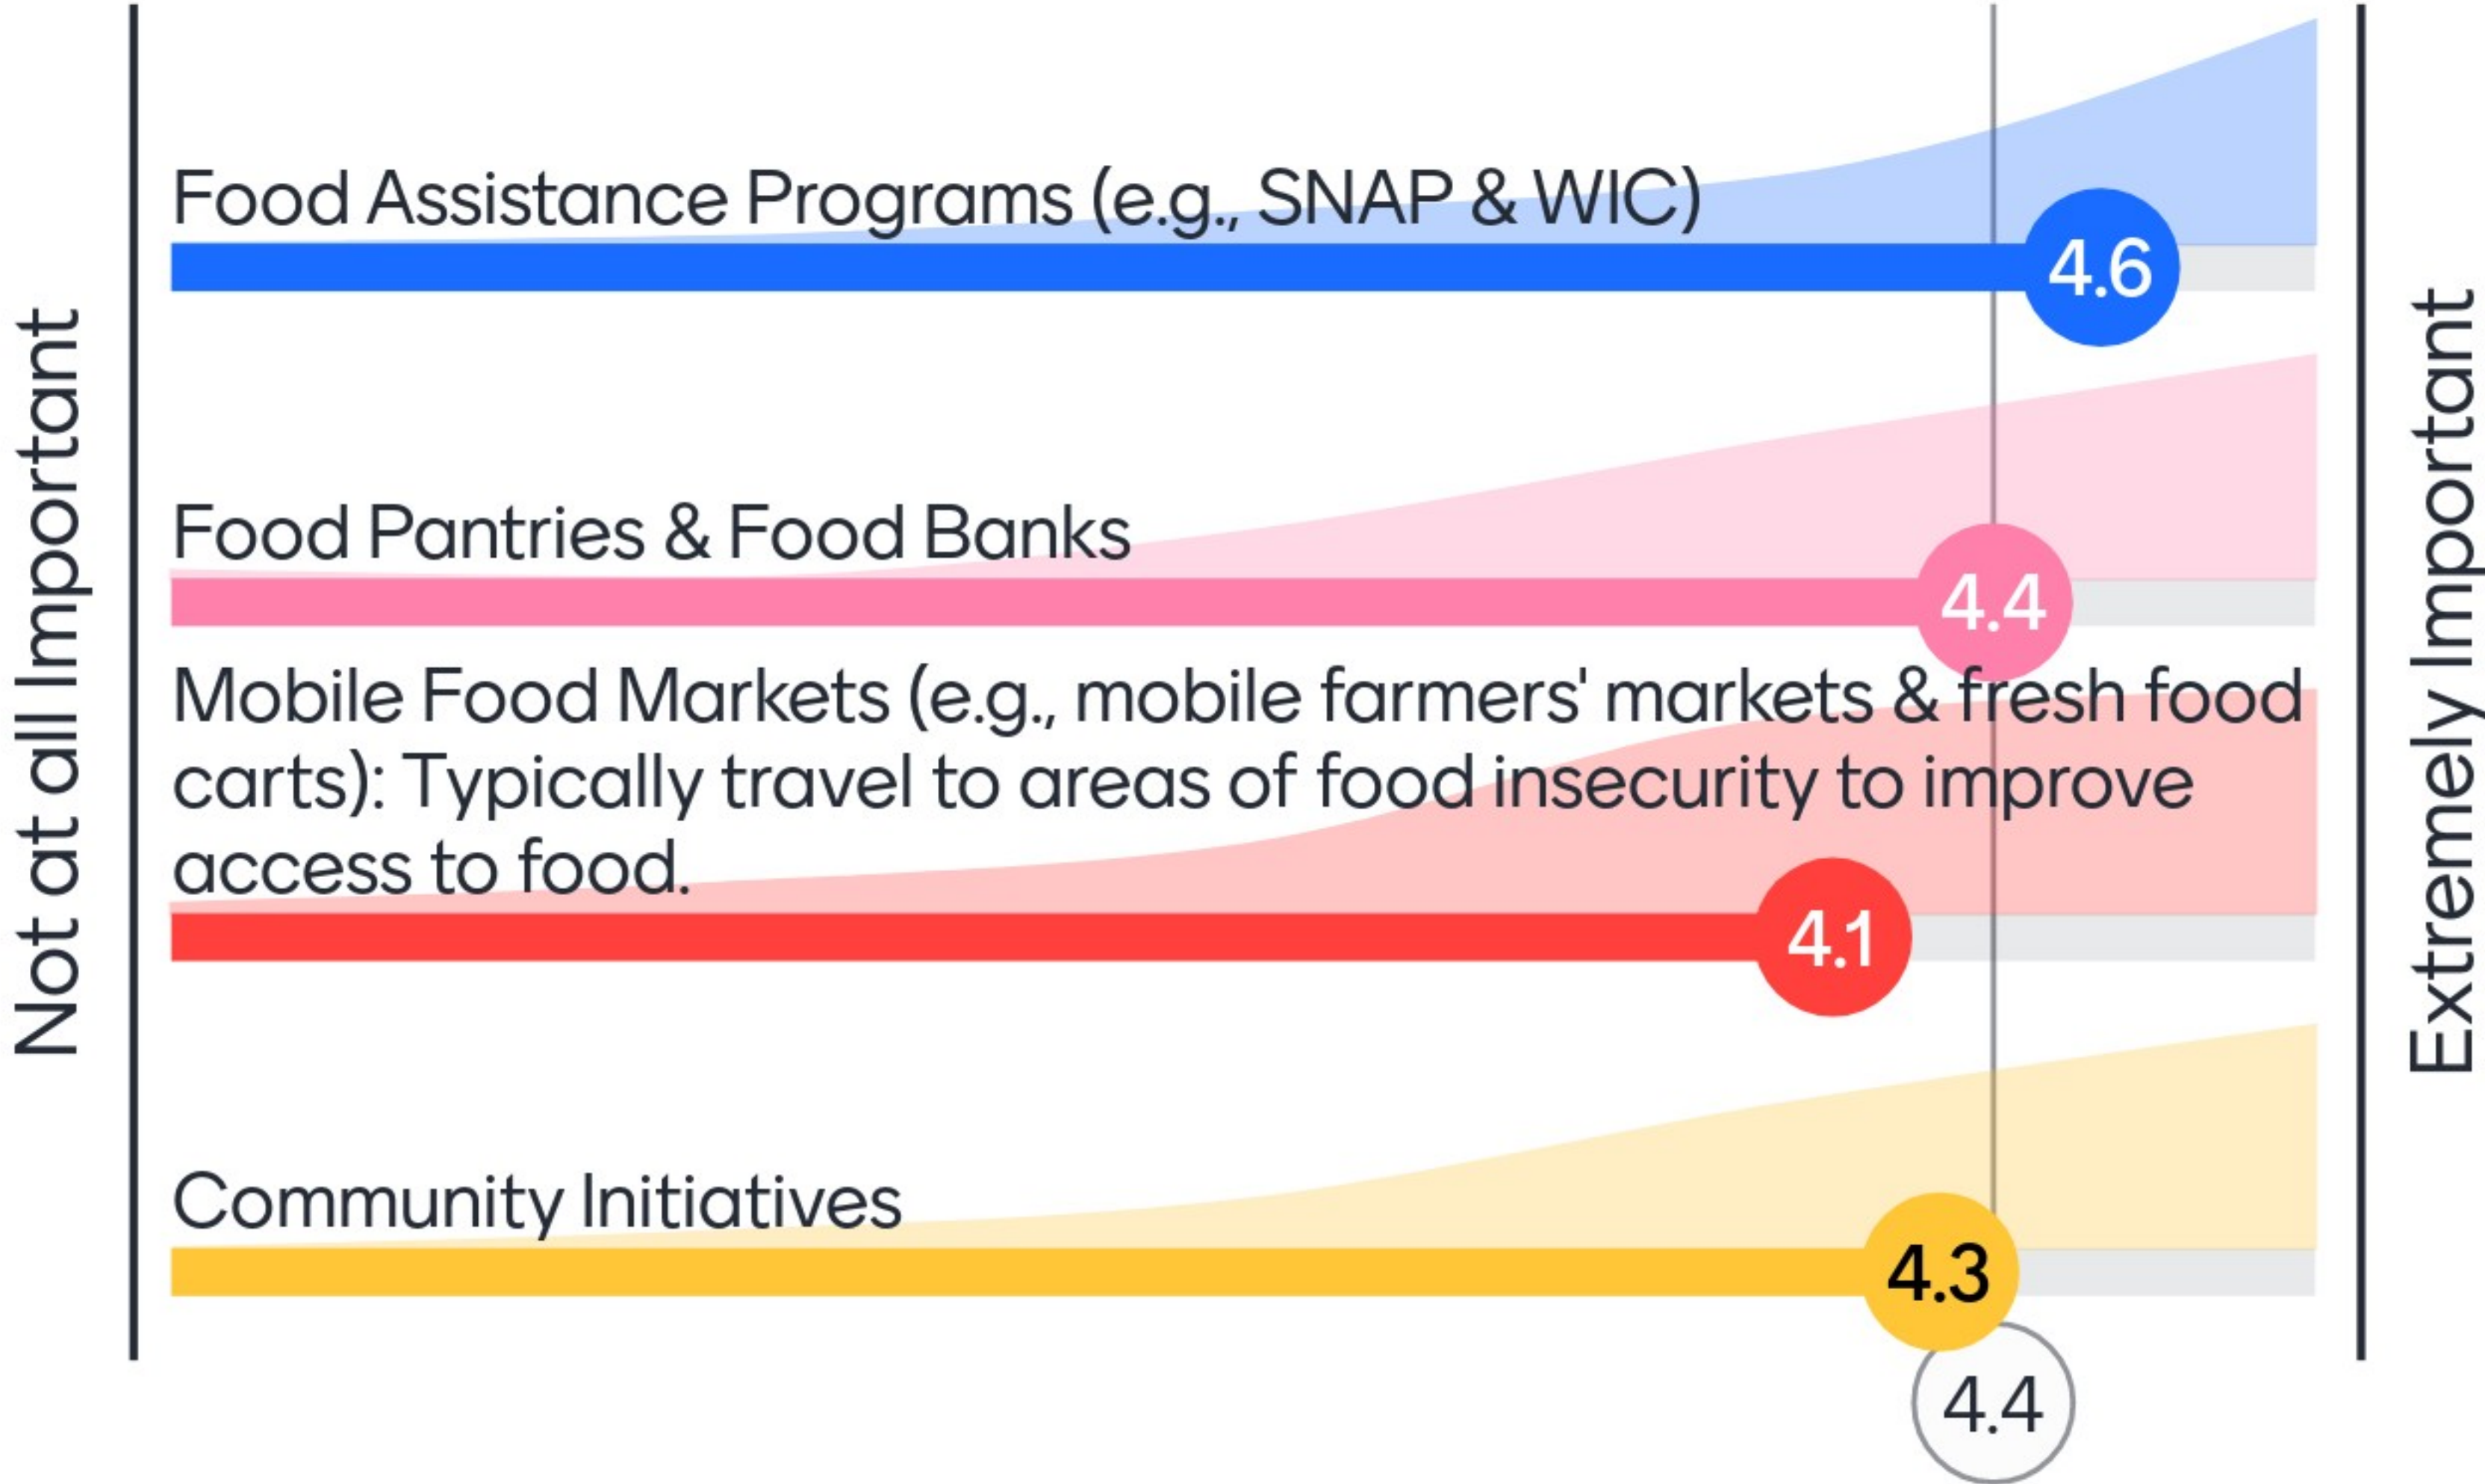 Not at all Important
Food Assistance Programs (e.g., SNAP & WIC)
4.6
Food Pantries & Food Banks
4.4
Mobile Food Markets (e.g., mobile farmers' markets & fresh food
carts): Typically travel to areas of food insecurity to improve
access to food.
4.1
Community Initiatives
4.3
4.4
Extremely Important